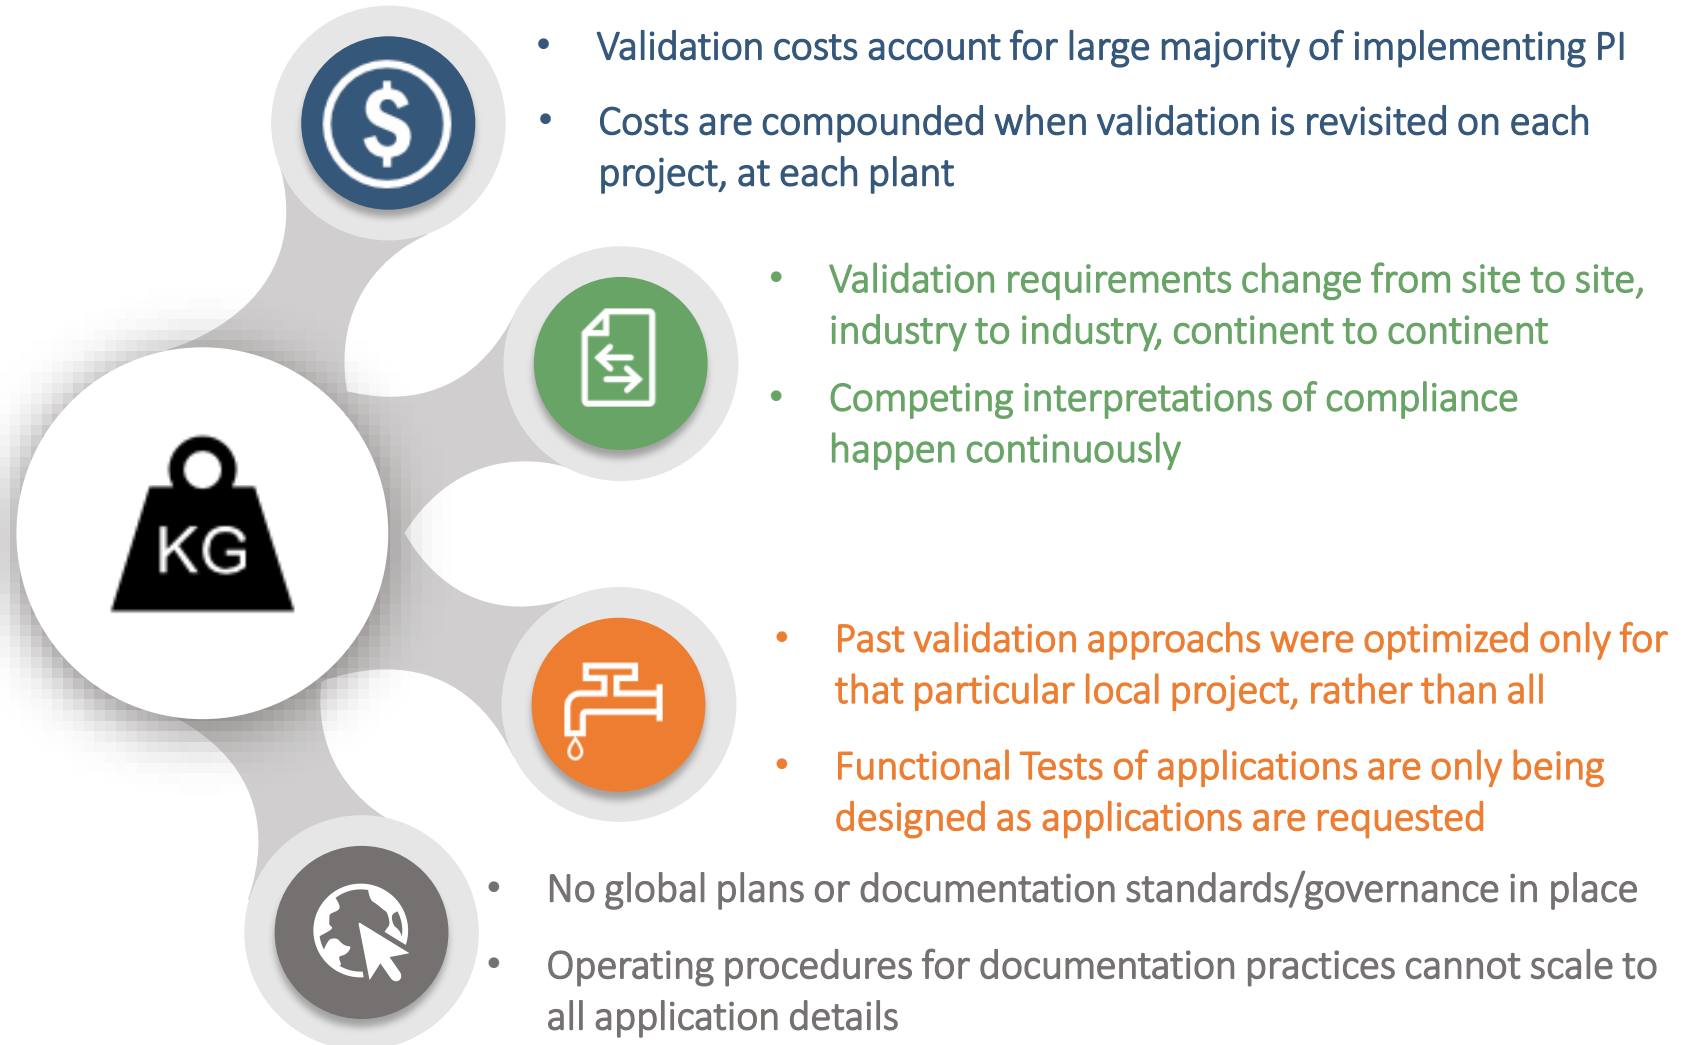 • Validation costs account for large majority of implementing PI
• Costs are compounded when validation is revisited on each
project, at each plant
• Validation requirements change from site to site,
industry to industry, continent to continent
• Competing interpretations of compliance
happen continuously
KG
• Past validation approachs were optimized only for
that particular local project, rather than all
• Functional Tests of applications are only being
designed as applications are requested
• No global plans or documentation standards/governance in place
• Operating procedures for documentation practices cannot scale to
all application details